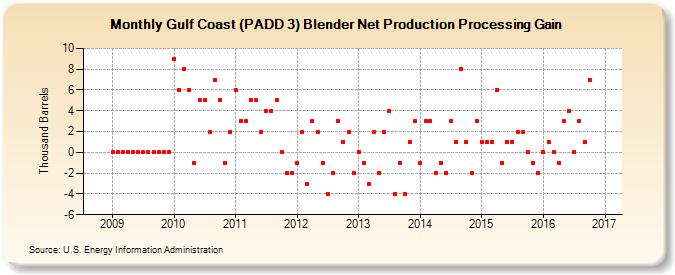 Monthly Gulf Coast (PADD 3) Blender Net Production Processing Gain
Thousand Barrels
10
8
6
4
2
0
-2
-4
-6
2009 2010 2011 2012 2013 2014 2015 2016 2017
Source: U.S. Energy Information Administration